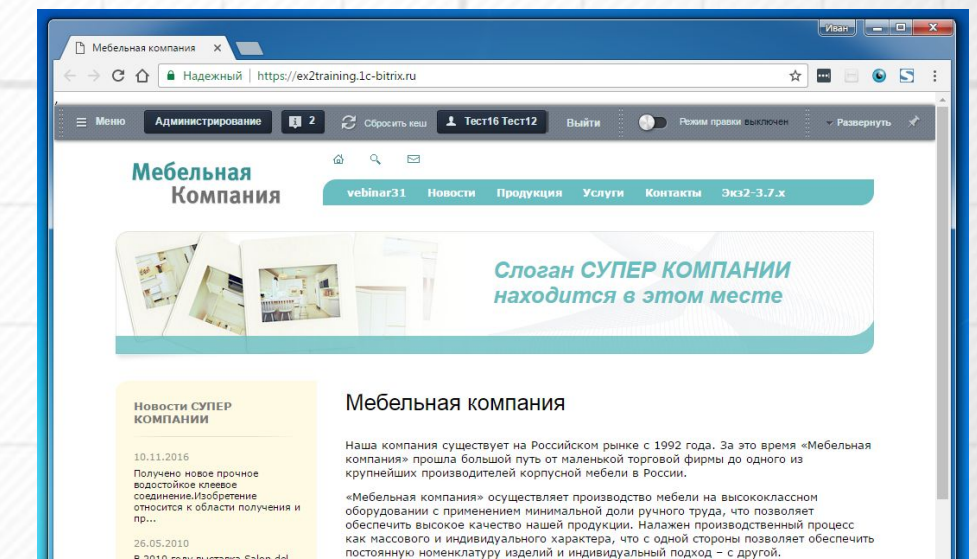 Иван
Мебельная компания
Надежный | https://ex2training.1c-bitrix.ru
Меню Администрирование 2 Сбросить кеш Тест16 Тест12 Выйти Режим правки выключен Развернуть
Мебельная
Компания
vebinar31 Новости Продукция Услуги Контакты Экз2-3.7.x
Слоган СУПЕР КОМПАНИИ
находится в этом месте
Новости СУПЕР
КОМПАНИИ
10.11.2016
Получено новое прочное
водостойкое клеевое
соединение.Изобретение
относится к области получения и
пр...
26.05.2010
В 2010 году выставка Salon del
Мебельная компания
Наша компания существует на Российском рынке с 1992 года. За это время «Мебельная
компания» прошла большой путь от маленькой торговой фирмы до одного из
крупнейших производителей корпусной мебели в России.
«Мебельная компания» осуществляет производство мебели на высококлассном
оборудовании с применением минимальной доли ручного труда, что позволяет
обеспечить высокое качество нашей продукции. Налажен производственный процесс
как массового и индивидуального характера, что с одной стороны позволяет обеспечить
постоянную номенклатуру изделий и индивидуальный подход – с другой.